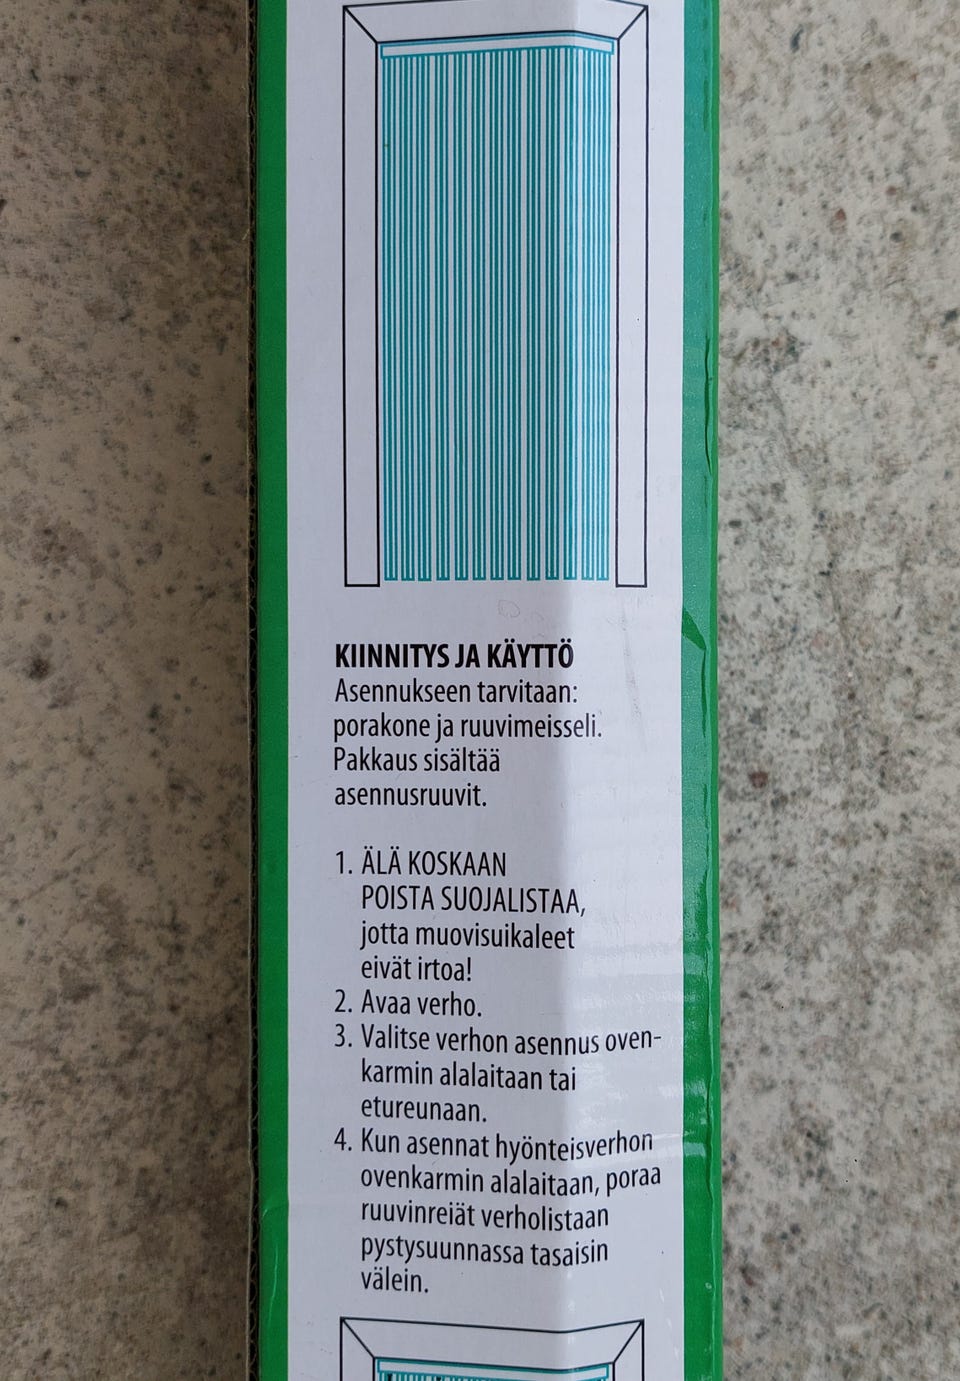 KIINNITYS JA KÄYTTÖ
Asennukseen tarvitaan:
porakone ja ruuvimeisseli.
Pakkaus sisältää
asennusruuvit.
1. ÄLÄ KOSKAAN
POISTA SUOJALISTAA,
jotta muovisuikaleet
eivät irtoa!
2. Avaa verho.
3. Valitse verhon asennus oven-
karmin alalaitaan tai
etureunaan.
4. Kun asennat hyönteisverhon
ovenkarmin alalaitaan, poraa
ruuvinreiät verholistaan
pystysuunnassa tasaisin
välein.